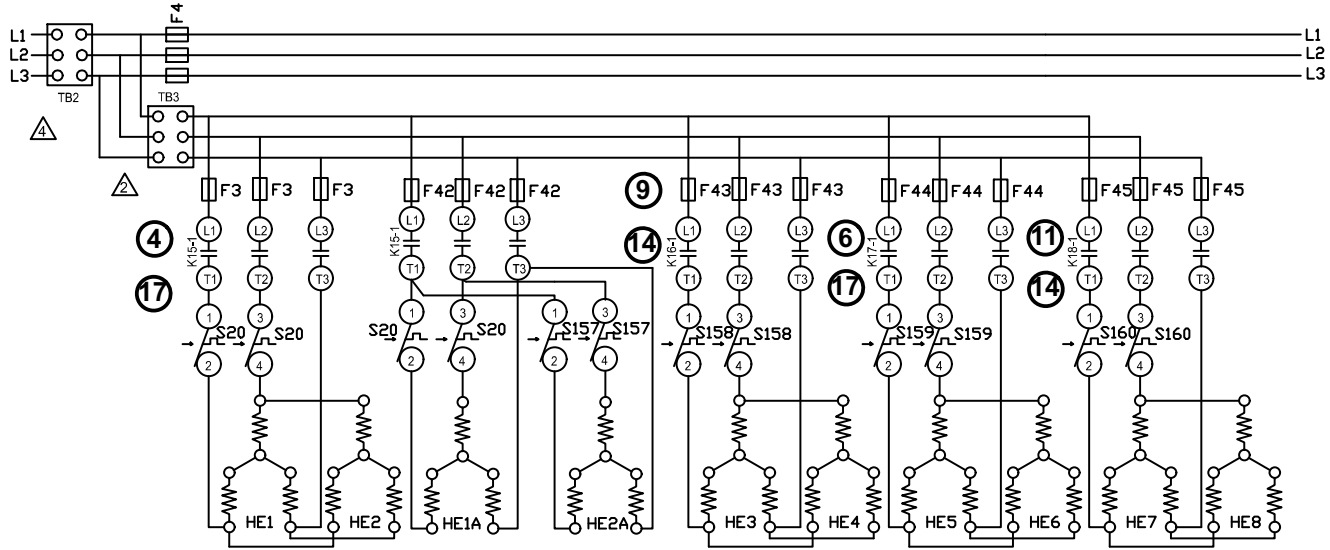 F4
L1 L1
L2 L2
L3 L3
TB2 TB3
4
2
F3 F3 F3 F42 F42 F42 9 F43 F43 F43 F44 F44 F44 F45 F45 F45
4 L1 L2 L3 L1 L2 L3 L1 L2 L3 6 L1 L2 L3 11 L1 L2 L3
K15-1 K15-1 14 K16-1 K17-1 K18-1
17 T1 T2 T3 T1 T2 T3 T1 T2 T3 17 T1 T2 T3 14 T1 T2 T3
1 3 1 3 1 3 1 3 1 3 1 3
S20 S20 S20 S20 S157 S157 S158 S158 S159 S159 S160 S160
2 4 2 4 2 4 2 4 2 4 2 4
HE1 HE2 HE1A HE2A HE3 HE4 HE5 HE6 HE7 HE8